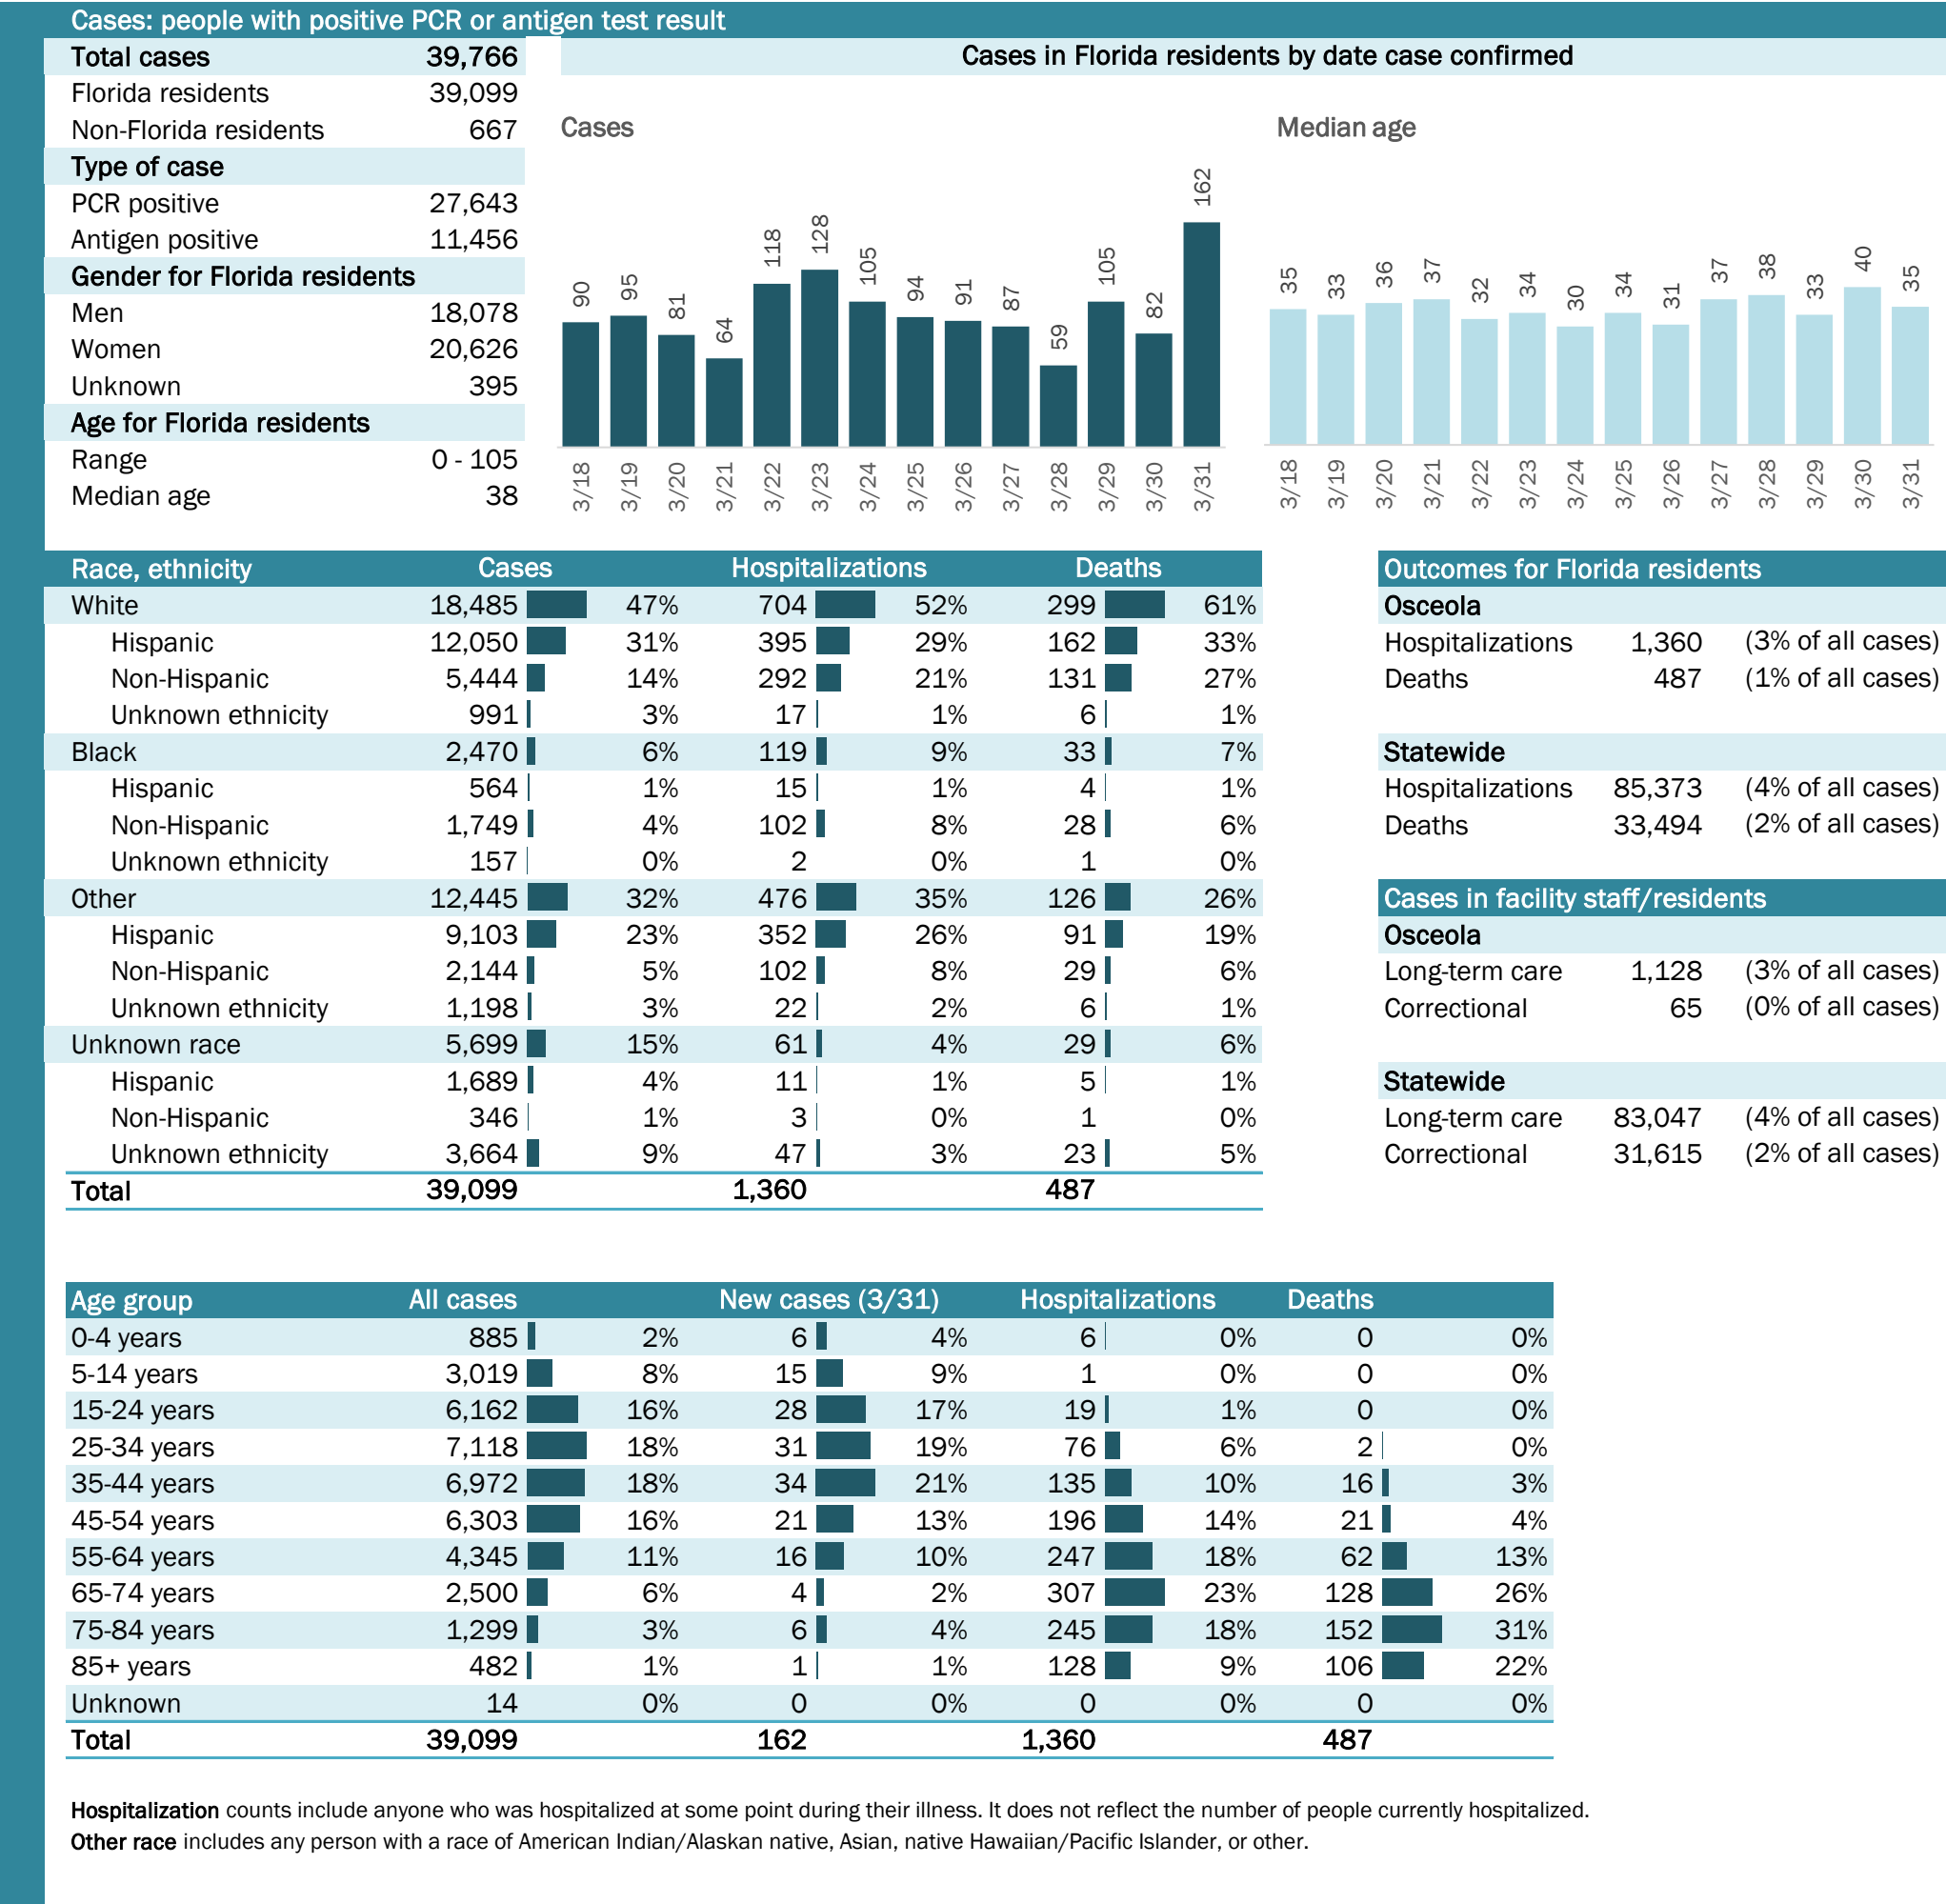 Cases: people with positive PCR or antigen test result
Total cases 39,766
Florida residents 39,099
Non-Florida residents 667
Type of case
PCR positive 27,643
Antigen positive 11,456
Gender for Florida residents
Men 18,078
Women 20,626
Unknown 395
Age for Florida residents
Range 0 - 105
Median age 38
Cases in Florida residents by date case confirmed
Cases
90 95 81 64 118 128 105 94 91 87 59 105 82 162
3/18 3/19 3/20 3/21 3/22 3/23 3/24 3/25 3/26 3/27 3/28 3/29 3/30 3/31
Median age
35 33 36 37 32 34 30 34 31 37 38 33 40 35
3/18 3/19 3/20 3/21 3/22 3/23 3/24 3/25 3/26 3/27 3/28 3/29 3/30 3/31
Race, ethnicity Cases Hospitalizations Deaths
White 18,485 47% 704 52% 299 61%
Hispanic 12,050 31% 395 29% 162 33%
Non-Hispanic 5,444 14% 292 21% 131 27%
Unknown ethnicity 991 3% 17 1% 6 1%
Black 2,470 6% 119 9% 33 7%
Hispanic 564 1% 15 1% 4 1%
Non-Hispanic 1,749 4% 102 8% 28 6%
Unknown ethnicity 157 0% 2 0% 1 0%
Other 12,445 32% 476 35% 126 26%
Hispanic 9,103 23% 352 26% 91 19%
Non-Hispanic 2,144 5% 102 8% 29 6%
Unknown ethnicity 1,198 3% 22 2% 6 1%
Unknown race 5,699 15% 61 4% 29 6%
Hispanic 1,689 4% 11 1% 5 1%
Non-Hispanic 346 1% 3 0% 1 0%
Unknown ethnicity 3,664 9% 47 3% 23 5%
Total 39,099 1,360 487
Outcomes for Florida residents
Osceola
Hospitalizations 1,360 (3% of all cases)
Deaths 487 (1% of all cases)
Statewide
Hospitalizations 85,373 (4% of all cases)
Deaths 33,494 (2% of all cases)
Cases in facility staff/residents
Osceola
Long-term care 1,128 (3% of all cases)
Correctional 65 (0% of all cases)
Statewide
Long-term care 83,047 (4% of all cases)
Correctional 31,615 (2% of all cases)
Age group All cases New cases (3/31) Hospitalizations Deaths
0-4 years 885 2% 6 4% 6 0% 0 0%
5-14 years 3,019 8% 15 9% 1 0% 0 0%
15-24 years 6,162 16% 28 17% 19 1% 0 0%
25-34 years 7,118 18% 31 19% 76 6% 2 0%
35-44 years 6,972 18% 34 21% 135 10% 16 3%
45-54 years 6,303 16% 21 13% 196 14% 21 4%
55-64 years 4,345 11% 16 10% 247 18% 62 13%
65-74 years 2,500 6% 4 2% 307 23% 128 26%
75-84 years 1,299 3% 6 4% 245 18% 152 31%
85+ years 482 1% 1 1% 128 9% 106 22%
Unknown 14 0% 0 0% 0 0% 0 0%
Total 39,099 162 1,360 487
Hospitalization counts include anyone who was hospitalized at some point during their illness. It does not reflect the number of people currently hospitalized.
Other race includes any person with a race of American Indian/Alaskan native, Asian, native Hawaiian/Pacific Islander, or other.